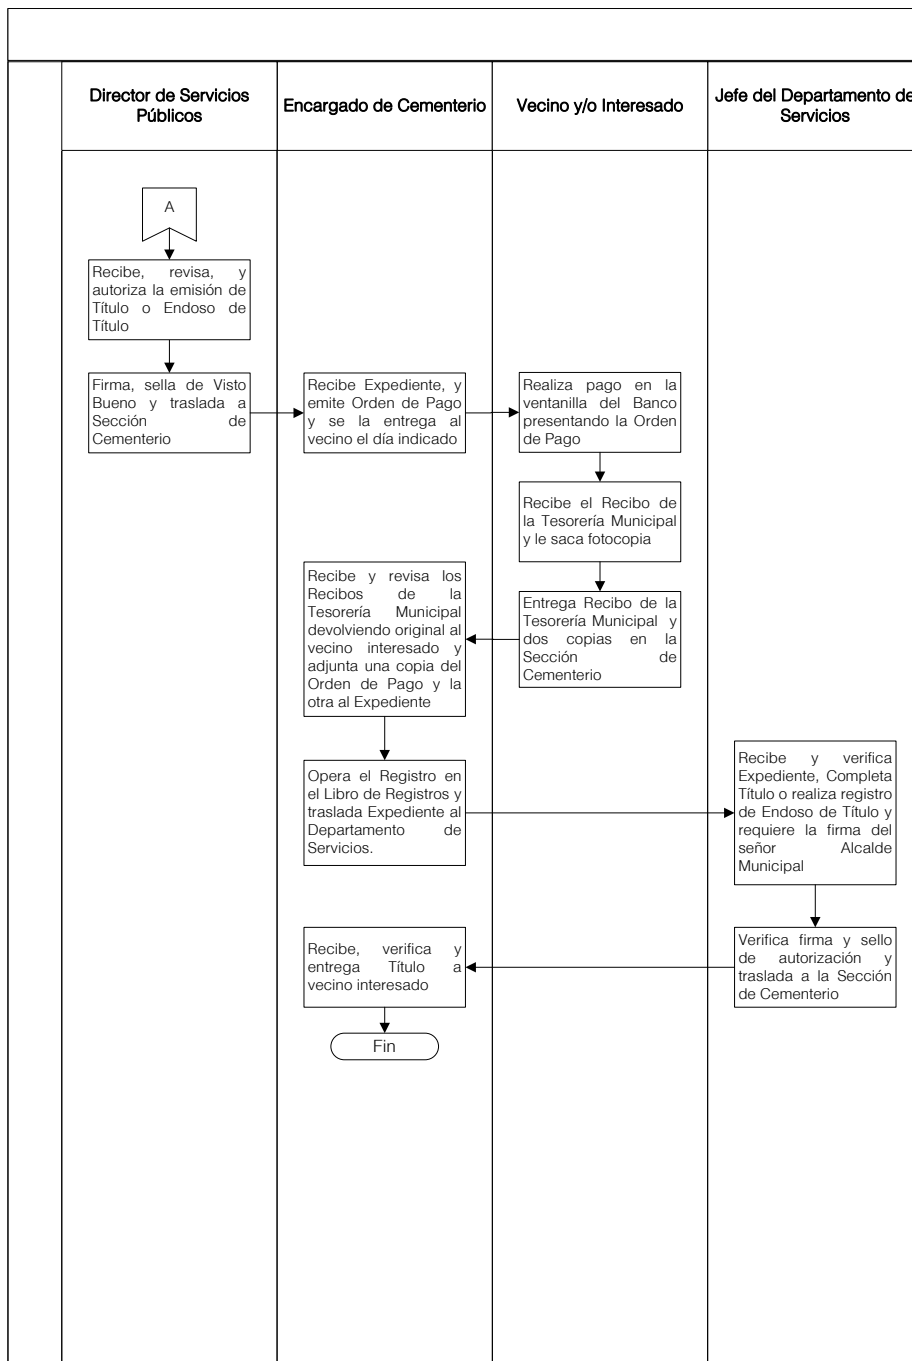 Director de Servicios
Públicos
Encargado de Cementerio
Vecino y/o Interesado
Jefe del Departamento de
Servicios
A
Recibe, revisa, y
autoriza la emisión de
Título o Endoso de
Título
Firma, sella de Visto
Bueno y traslada a
Sección de
Cementerio
Recibe Expediente, y
emite Orden de Pago
y se la entrega al
vecino el día indicado
Realiza pago en la
ventanilla del Banco
presentando la Orden
de Pago
Recibe el Recibo de
la Tesorería Municipal
y le saca fotocopia
Entrega Recibo de la
Tesorería Municipal y
dos copias en la
Sección de
Cementerio
Recibe y revisa los
Recibos de la
Tesorería Municipal
devolviendo original al
vecino interesado y
adjunta una copia del
Orden de Pago y la
otra al Expediente
Opera el Registro en
el Libro de Registros y
traslada Expediente al
Departamento de
Servicios.
Recibe y verifica
Expediente, Completa
Título o realiza registro
de Endoso de Título y
requiere la firma del
señor Alcalde
Municipal
Verifica firma y sello
de autorización y
traslada a la Sección
de Cementerio
Recibe, verifica y
entrega Título a
vecino interesado
Fin